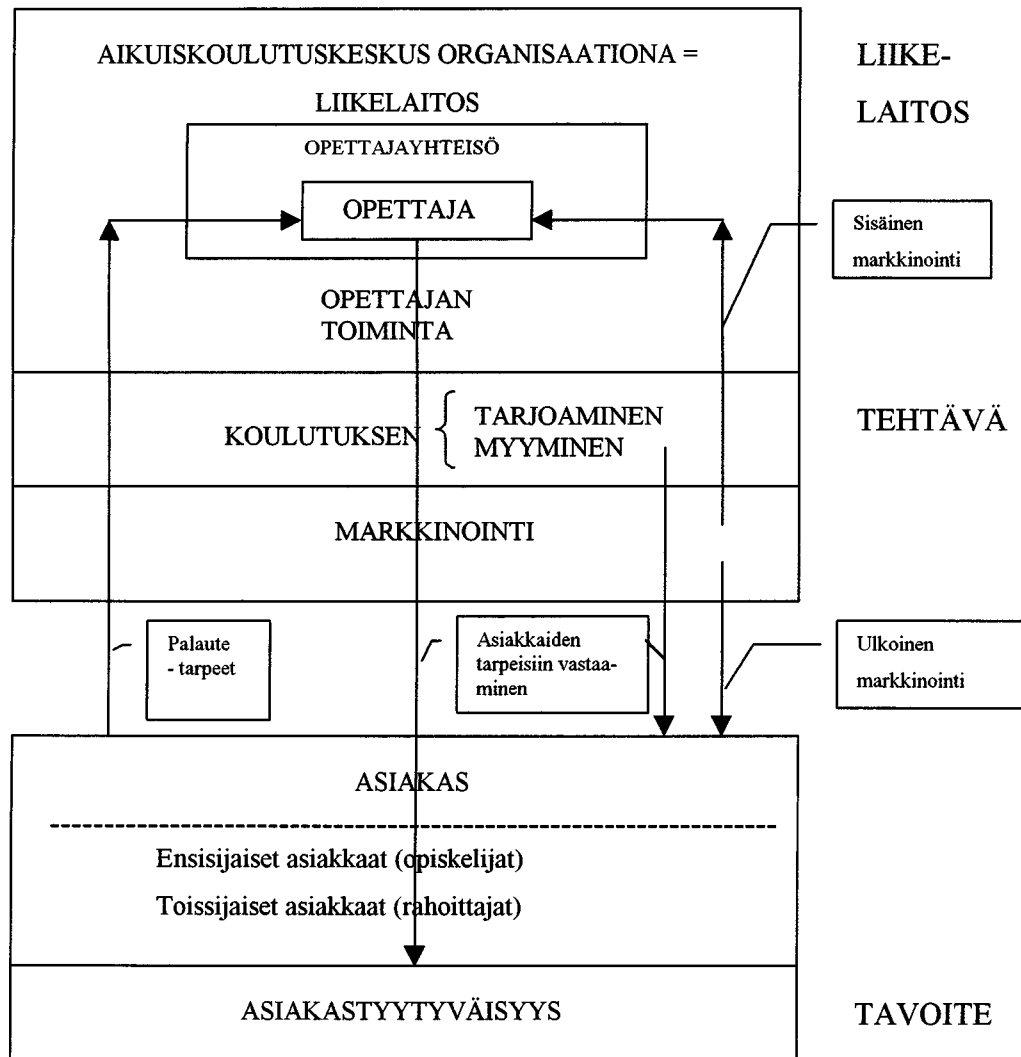 AIKUISKOULUTUSKESKUS ORGANISAATIONA =
LIIKELAITOS
LIIKE-
LAITOS
OPETTAJAYHTEISÖ
OPETTAJA
Sisäinen
markkinointi
OPETTAJAN
TOIMINTA
KOULUTUKSEN
TARJOAMINEN
MYYMINEN
TEHTÄVÄ
MARKKINOINTI
Palaute
- tarpeet
Asiakkaiden
tarpeisiin vastaa-
minen
Ulkoinen
markkinointi
ASIAKAS
Ensisijaiset asiakkaat (opiskelijat)
Toissijaiset asiakkaat (rahoittajat)
ASIAKASTYYTYVÄISYYS
TAVOITE